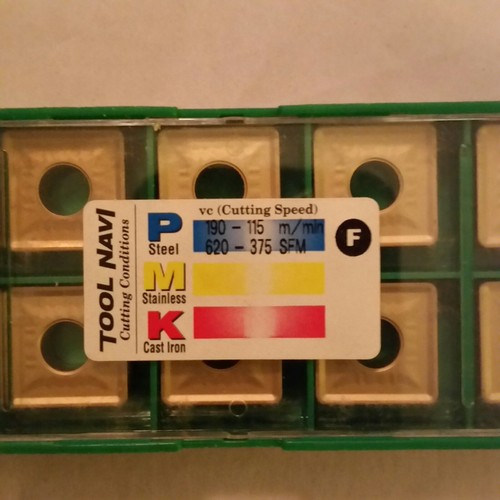 TOOL NAVI
Cutting Conditions
vc (Cutting Speed)
P
Steel
190 - 115 m/min
620 - 375 SFM
F
M
Stainless
K
Cast Iron